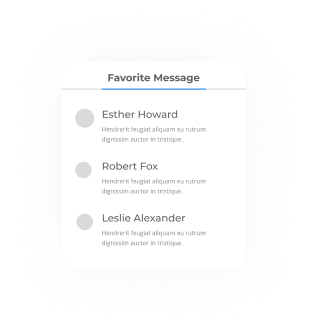 Favorite Message
Esther Howard
Hendrerit feugiat aliquam eu rutrum
dignissim auctor in tristique.
Robert Fox
Hendrerit feugiat aliquam eu rutrum
dignissim auctor in tristique.
Leslie Alexander
Hendrerit feugiat aliquam eu rutrum
dignissim auctor in tristique.